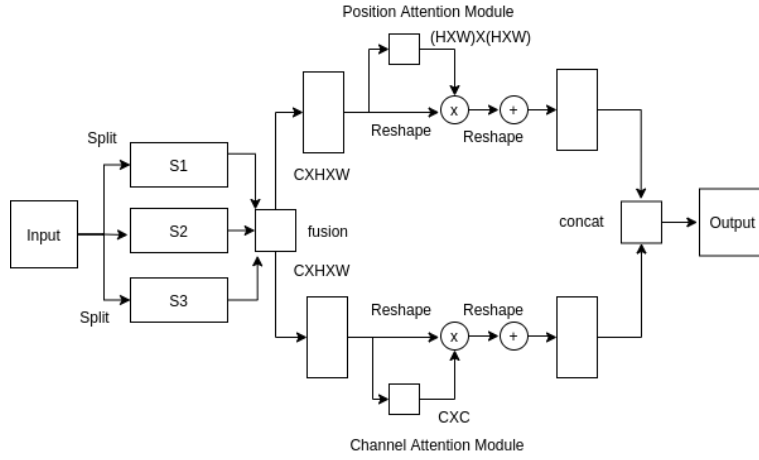 Position Attention Module
(HXW)X(HXW)
x
+
Reshape
Reshape
Split
S1
CXHXW
Input
S2
fusion
concat
Output
CXHXW
S3
Split
Reshape
Reshape
x
+
CXC
Channel Attention Module